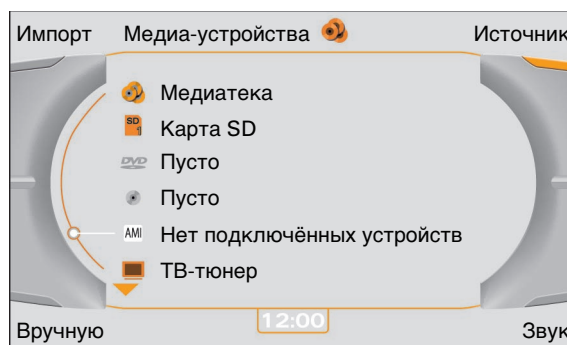 Импорт
Медиа-устройства
Источник
Медиатека
SD
1
Карта SD
DVD
Пусто
Пусто
AMI
Нет подключённых устройств
ТВ-тюнер
Вручную
12:00
Звук